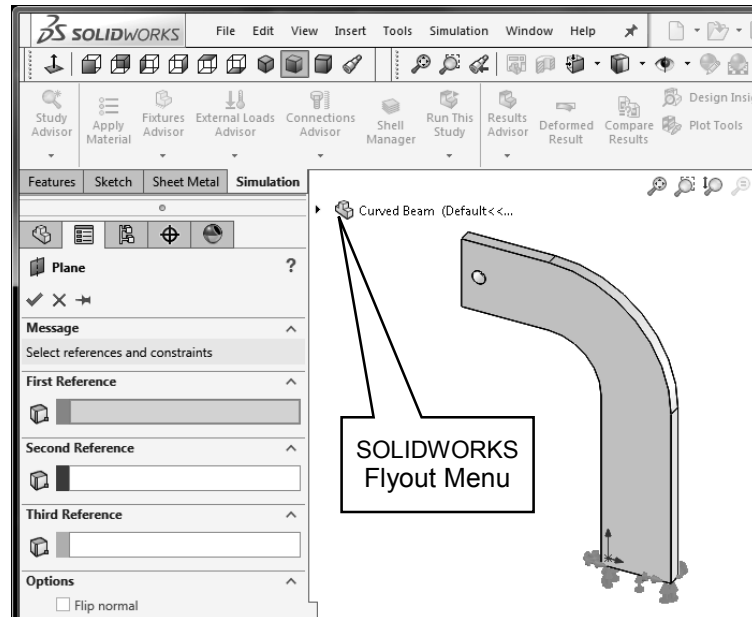 SOLIDWORKS File Edit View Insert Tools Simulation Window Help
Study Advisor
Apply Material
Fixtures Advisor
External Loads Advisor
Connections Advisor
Shell Manager
Run This Study
Results Advisor
Deformed Result
Compare Results
Design Insi
Plot Tools
Features Sketch Sheet Metal Simulation
Curved Beam (Default<<...
Plane ?
Message
Select references and constraints
First Reference
Second Reference
Third Reference
Options
Flip normal
SOLIDWORKS
Flyout Menu